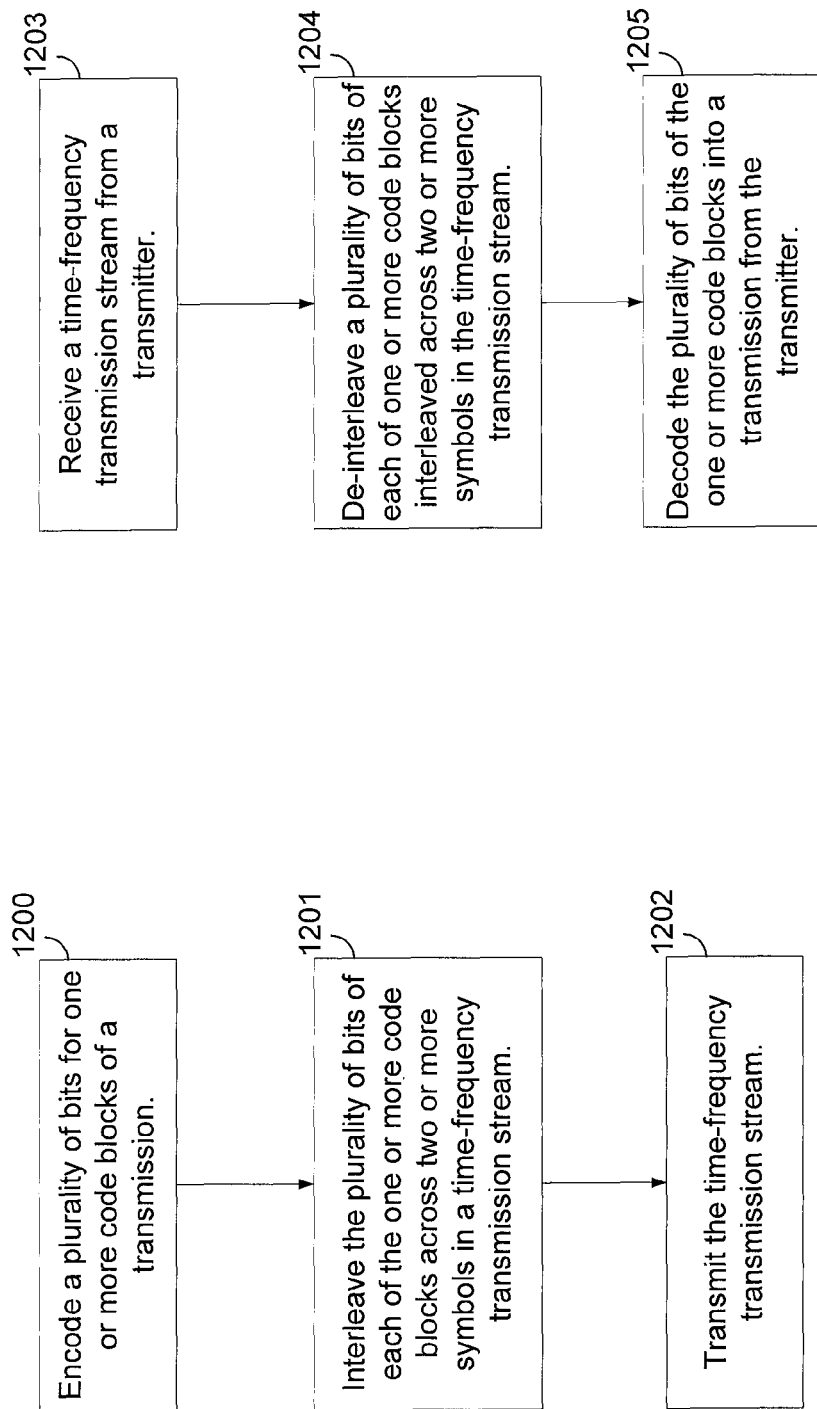 1200
Encode a plurality of bits for one
or more code blocks of a
transmission.
1201
Interleave the plurality of bits of
each of the one or more code
blocks across two or more
symbols in a time-frequency
transmission stream.
1202
Transmit the time-frequency
transmission stream.
1203
Receive a time-frequency
transmission stream from a
transmitter.
1204
De-interleave a plurality of bits of
each of one or more code blocks
interleaved across two or more
symbols in the time-frequency
transmission stream.
1205
Decode the plurality of bits of the
one or more code blocks into a
transmission from the
transmitter.